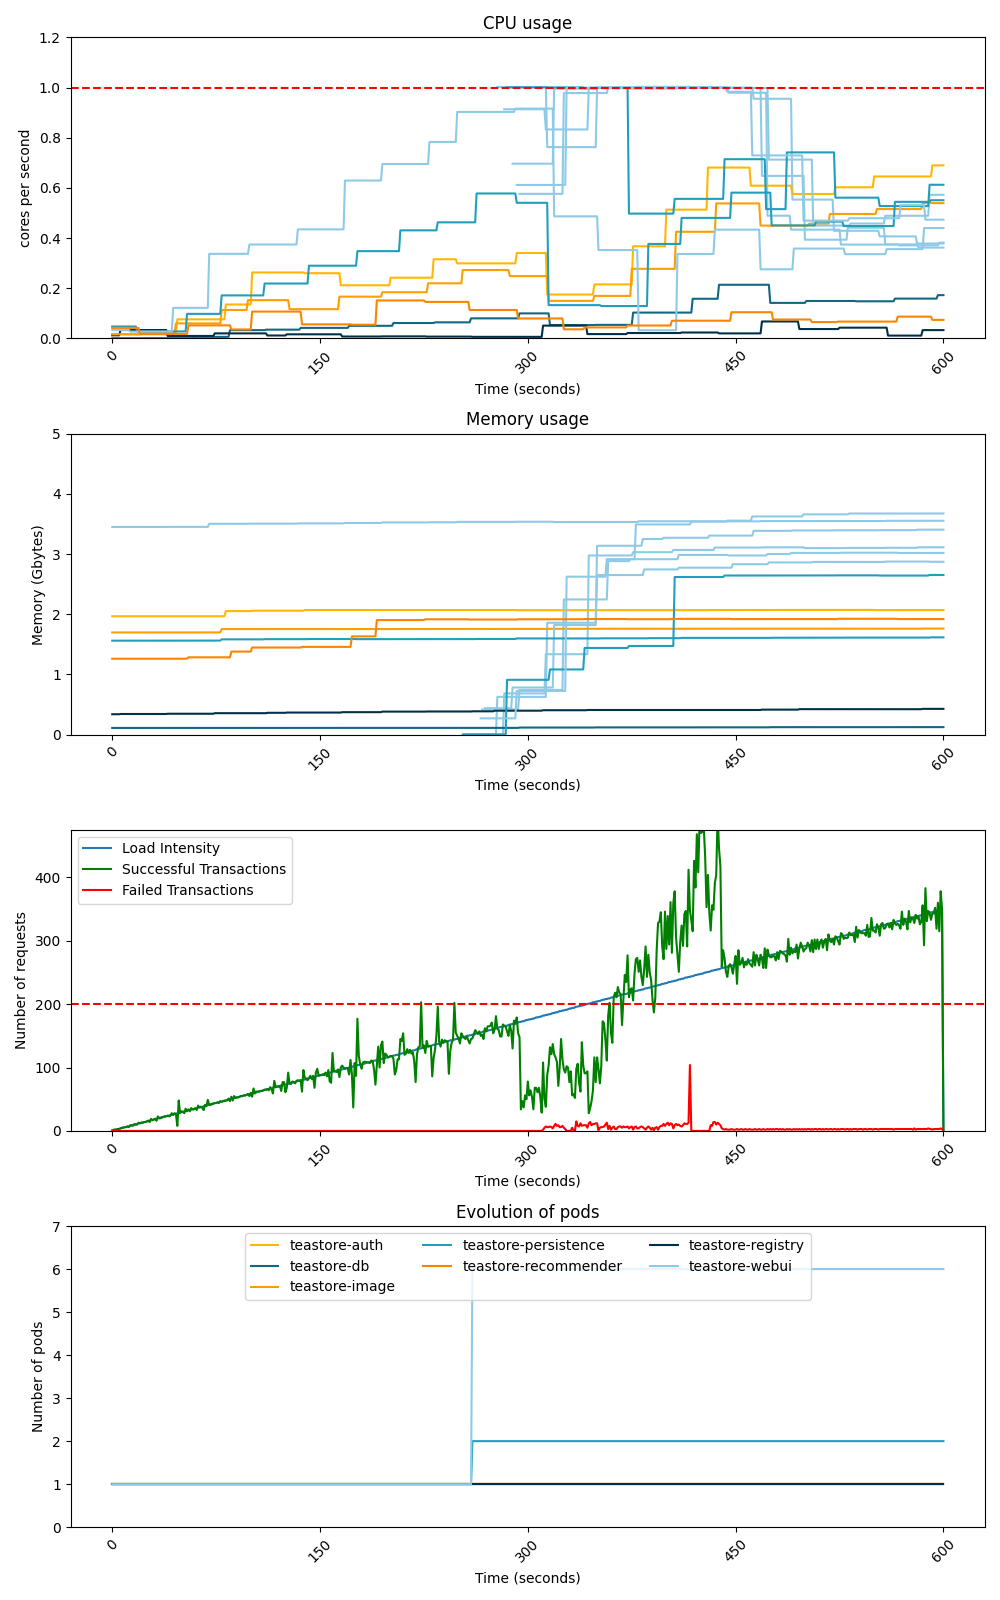 CPU usage
1.2
1.0
0.8
0.6
0.4
0.2
0.0
cores per second
0 150 300 450 600
Time (seconds)
Memory usage
5
4
3
2
1
0
Memory (Gbytes)
0 150 300 450 600
Time (seconds)
Load Intensity
Successful Transactions
Failed Transactions
400
300
200
100
0
Number of requests
0 150 300 450 600
Time (seconds)
Evolution of pods
teastore-auth teastore-persistence teastore-registry
teastore-db teastore-recommender teastore-webui
teastore-image
7
6
5
4
3
2
1
0
Number of pods
0 150 300 450 600
Time (seconds)